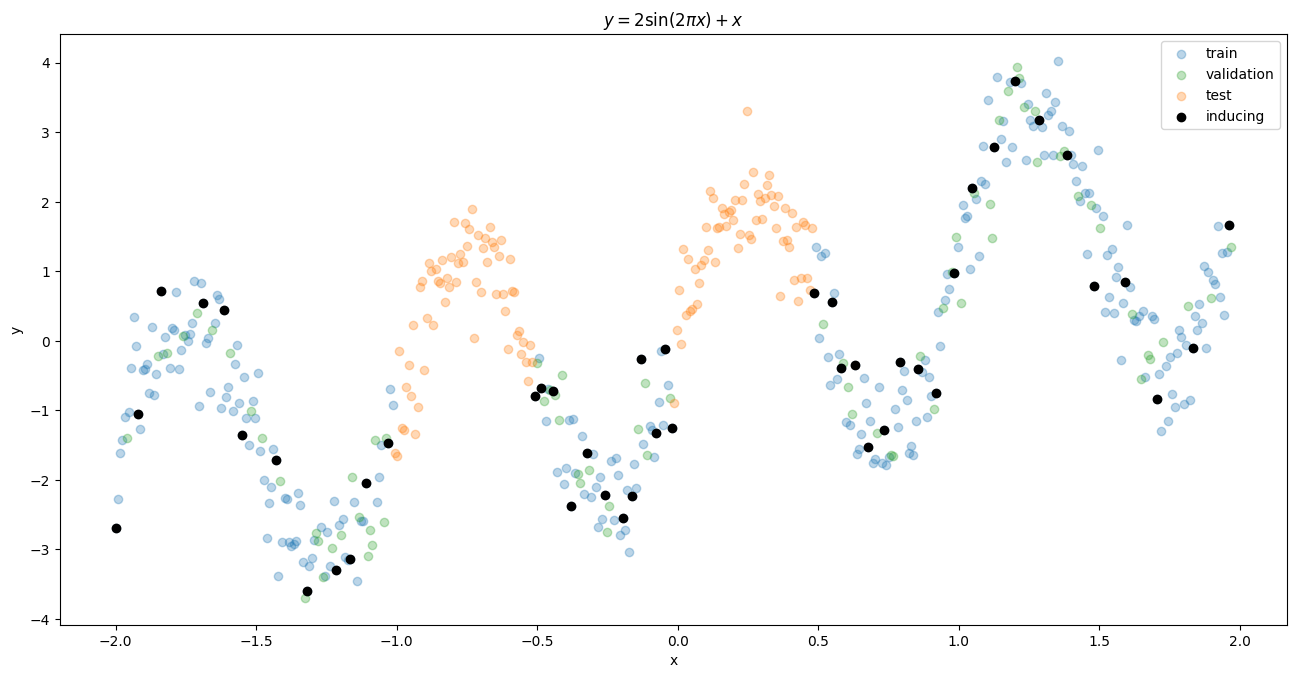 y = 2sin(2πx) + x
train
validation
test
inducing
4
3
2
1
0
−1
−2
−3
−4
y
−2.0 −1.5 −1.0 −0.5 0.0 0.5 1.0 1.5 2.0
x